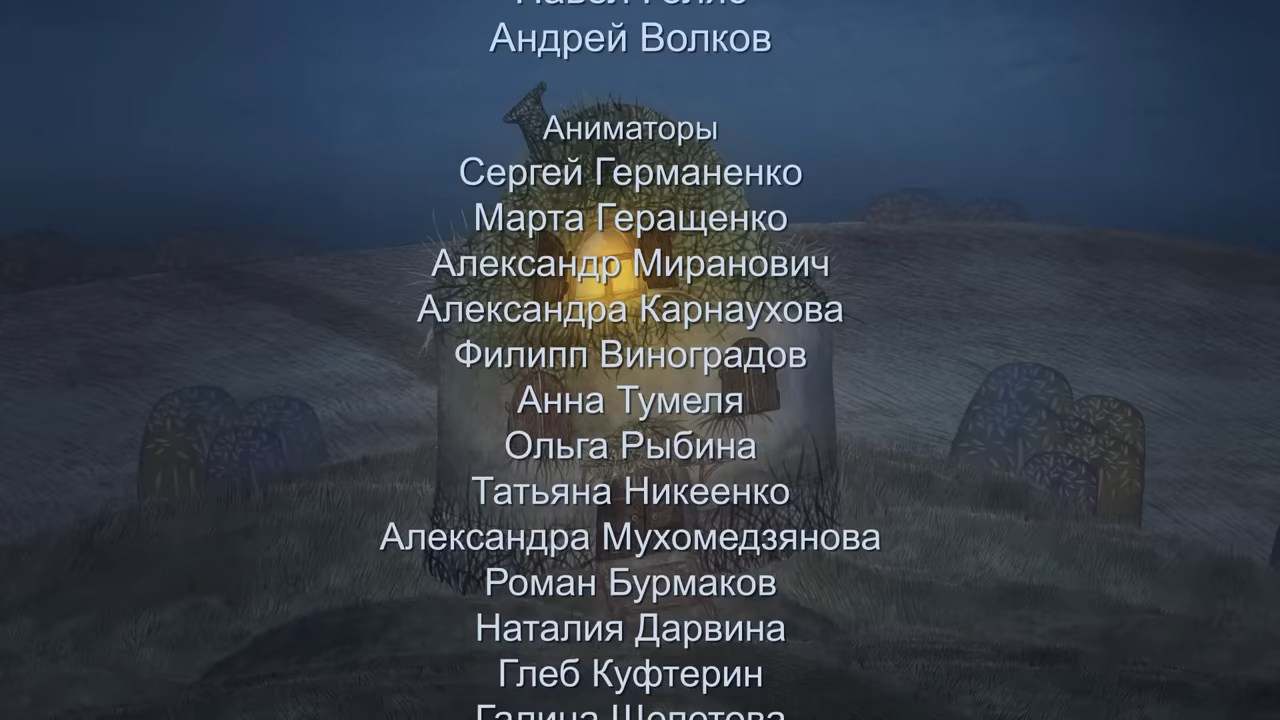 Андрей Волков
Аниматоры
Сергей Германенко
Марта Геращенко
Александр Миранович
Александра Карнаухова
Филипп Виноградов
Анна Тумеля
Ольга Рыбина
Татьяна Никеенко
Александра Мухомедзянова
Роман Бурмаков
Наталия Дарвина
Глеб Куфтерин